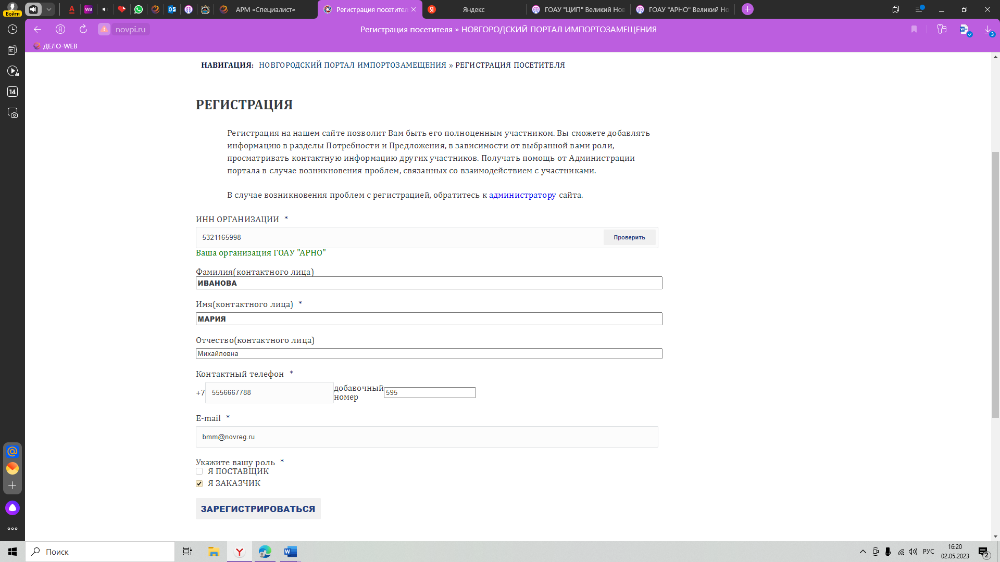 Войти
АРМ «Специалист»
Регистрация посетител
Яндекс
ГОАУ "ЦИП" Великий Нов
ГОАУ "АРНО" Великий Но
novpi.ru
Регистрация посетителя » НОВГОРОДСКИЙ ПОРТАЛ ИМПОРТОЗАМЕЩЕНИЯ
3
ДЕЛО-WEB
14
НАВИГАЦИЯ: НОВГОРОДСКИЙ ПОРТАЛ ИМПОРТОЗАМЕЩЕНИЯ » РЕГИСТРАЦИЯ ПОСЕТИТЕЛЯ
РЕГИСТРАЦИЯ
Регистрация на нашем сайте позволит Вам быть его полноценным участником. Вы сможете добавлять
информацию в разделы Потребности и Предложения, в зависимости от выбранной вами роли,
просматривать контактную информацию других участников. Получать помощь от Администрации
портала в случае возникновения проблем, связанных со взаимодействием с участниками.
В случае возникновения проблем с регистрацией, обратитесь к администратору сайта.
ИНН ОРГАНИЗАЦИИ *
5321165998 Проверить
Ваша организация ГОАУ "АРНО"
Фамилия(контактного лица)
ИВАНОВА
Имя(контактного лица) *
МАРИЯ
Отчество(контактного лица)
Михайловна
Контактный телефон *
+7 5556667788 добавочный номер 595
E-mail *
bmm@novreg.ru
Укажите вашу роль *
Я ПОСТАВЩИК
Я ЗАКАЗЧИК
ЗАРЕГИСТРИРОВАТЬСЯ
Поиск
РУС
16:20
02.05.2023
2